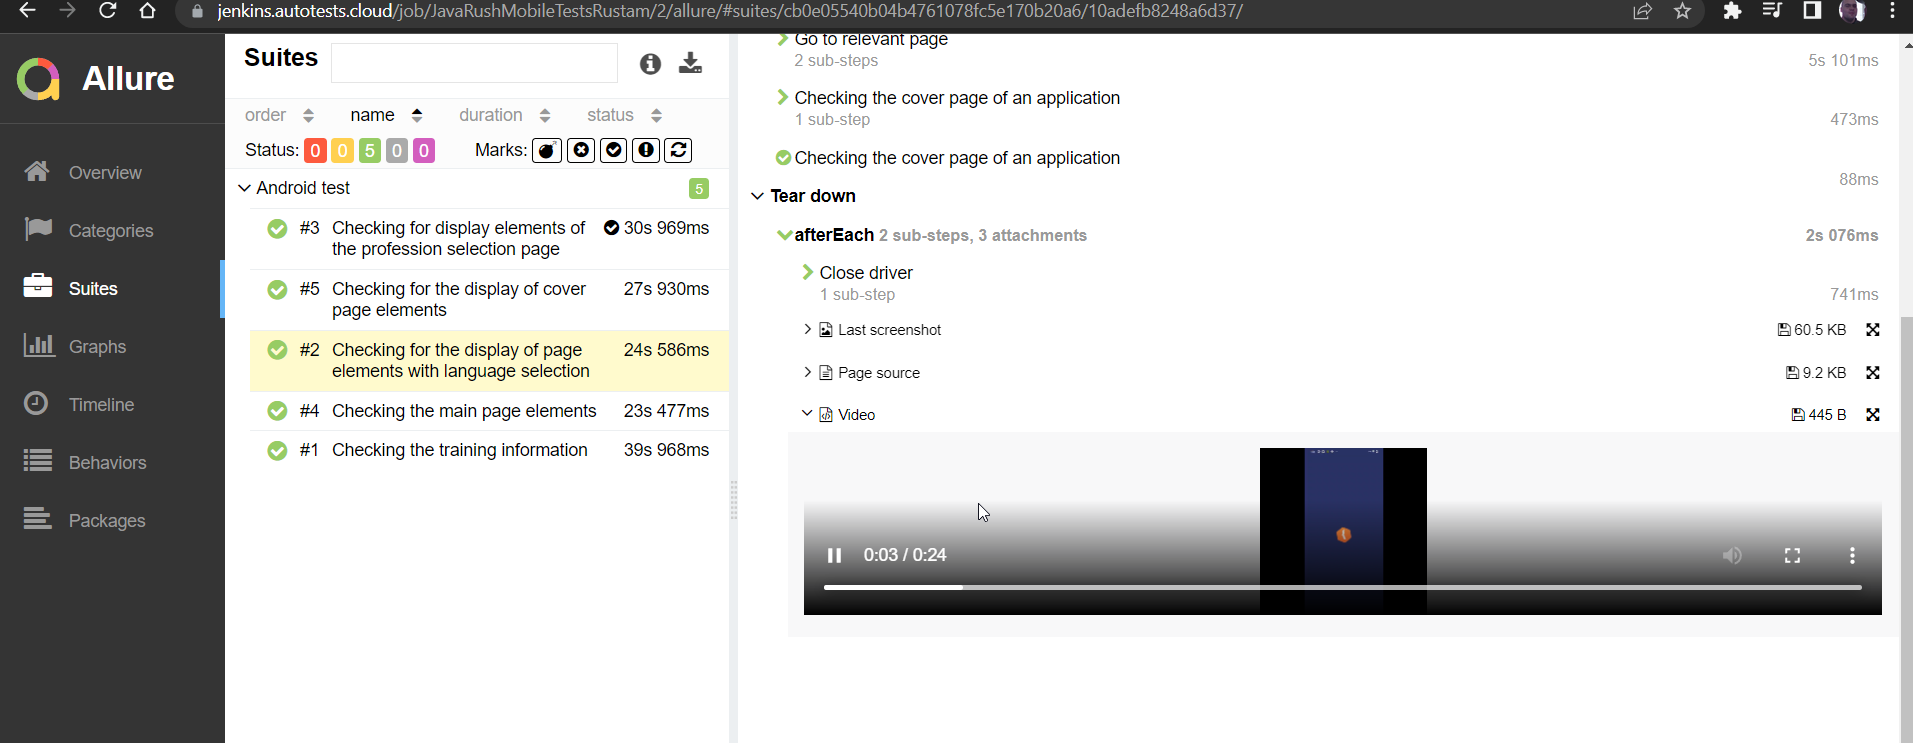 jenkins.autotests.cloud/job/JavaRushMobileTestsRustam/2/allure/#suites/cb0e05540b04b4761078fc5e170b20a6/10adefb8248a6d37/
Allure
Overview
Categories
Suites
Graphs
Timeline
Behaviors
Packages
Suites
order name duration status
Status: 0 0 5 0 0 Marks:
Android test 5
#3 Checking for display elements of 30s 969ms
the profession selection page
#5 Checking for the display of cover 27s 930ms
page elements
#2 Checking for the display of page 24s 586ms
elements with language selection
#4 Checking the main page elements 23s 477ms
#1 Checking the training information 39s 968ms
Go to relevant page
2 sub-steps 5s 101ms
Checking the cover page of an application
1 sub-step 473ms
Checking the cover page of an application
88ms
Tear down
afterEach 2 sub-steps, 3 attachments 2s 076ms
Close driver
1 sub-step 741ms
Last screenshot 60.5 KB
Page source 9.2 KB
Video 445 B
0:03 / 0:24